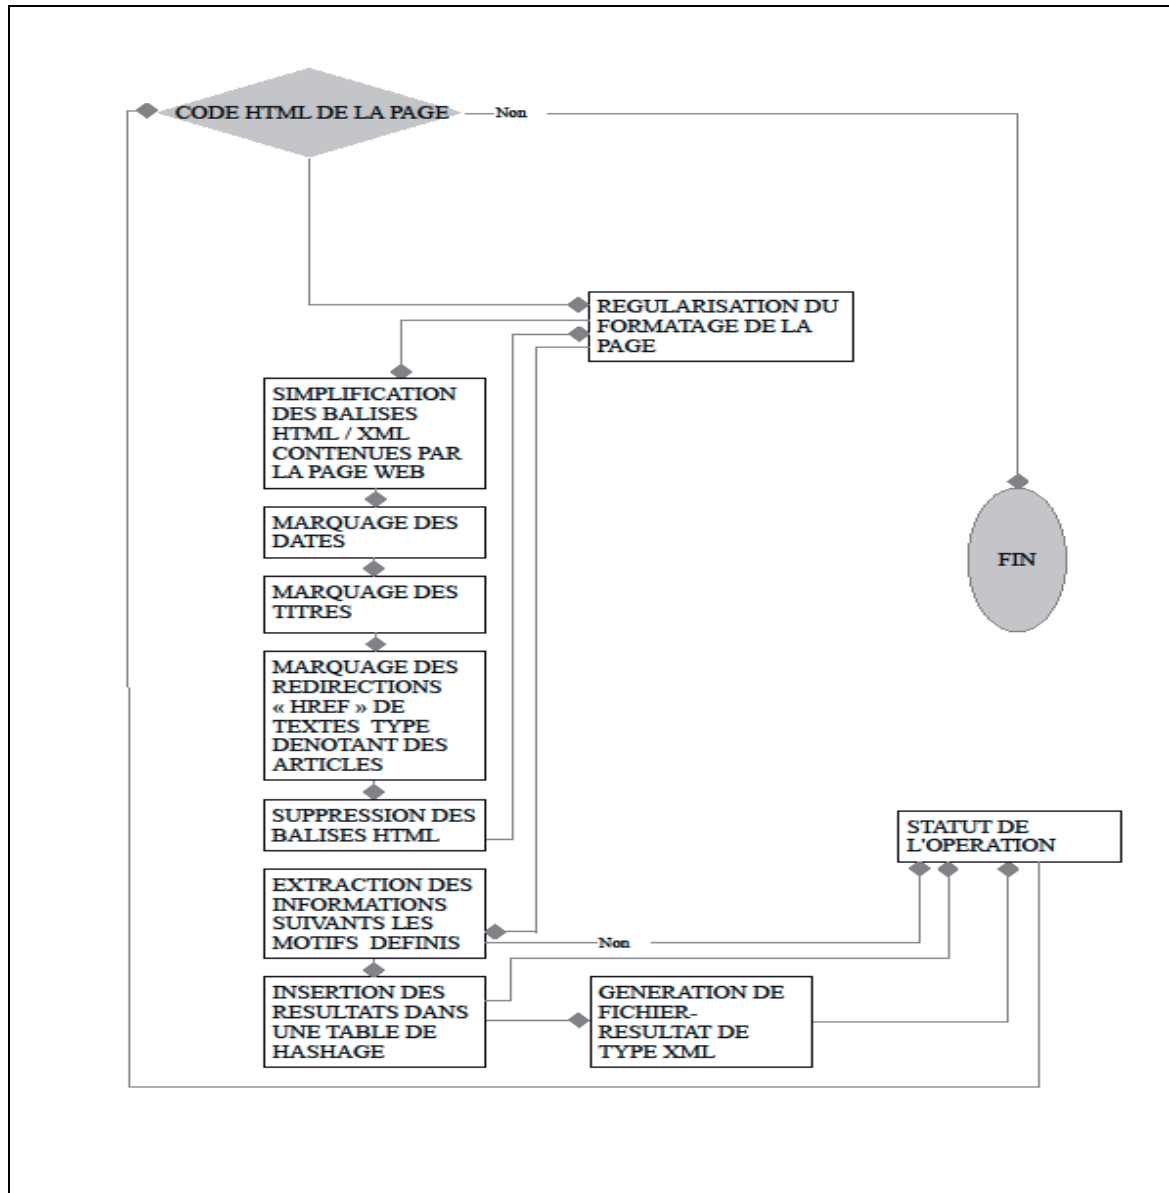 CODE HTML DE LA PAGE
Non
REGULARISATION DU
FORMATAGE DE LA
PAGE
SIMPLIFICATION
DES BALISES
HTML / XML
CONTENUES PAR
LA PAGE WEB
MARQUAGE DES
DATES
FIN
MARQUAGE DES
TITRES
MARQUAGE DES
REDIRECTIONS
« HREF » DE
TEXTES TYPE
DENOTANT DES
ARTICLES
SUPPRESSION DES
BALISES HTML
STATUT DE
L'OPERATION
EXTRACTION DES
INFORMATIONS
SUIVANTS LES
MOTIFS DEFINIS
Non
INSERTION DES
RESULTATS DANS
UNE TABLE DE
HASHAGE
GENERATION DE
FICHIER-
RESULTAT DE
TYPE XML